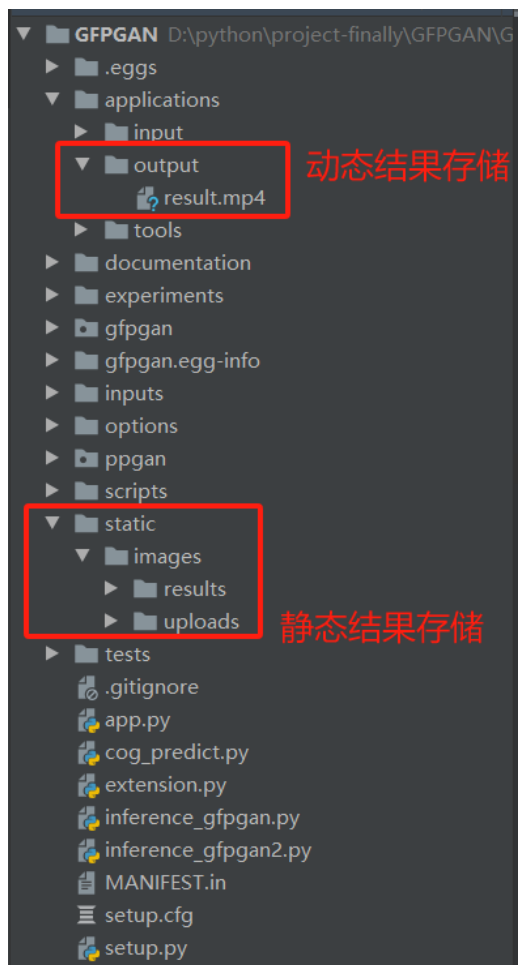 GFPGAN D:\python\project-finally\GFPGAN\G
.eggs
applications
input
output
动态结果存储
result.mp4
tools
documentation
experiments
gfpgan
gfpgan.egg-info
inputs
options
ppgan
scripts
static
images
results
uploads
静态结果存储
tests
.gitignore
app.py
cog_predict.py
extension.py
inference_gfpgan.py
inference_gfpgan2.py
MANIFEST.in
setup.cfg
setup.py